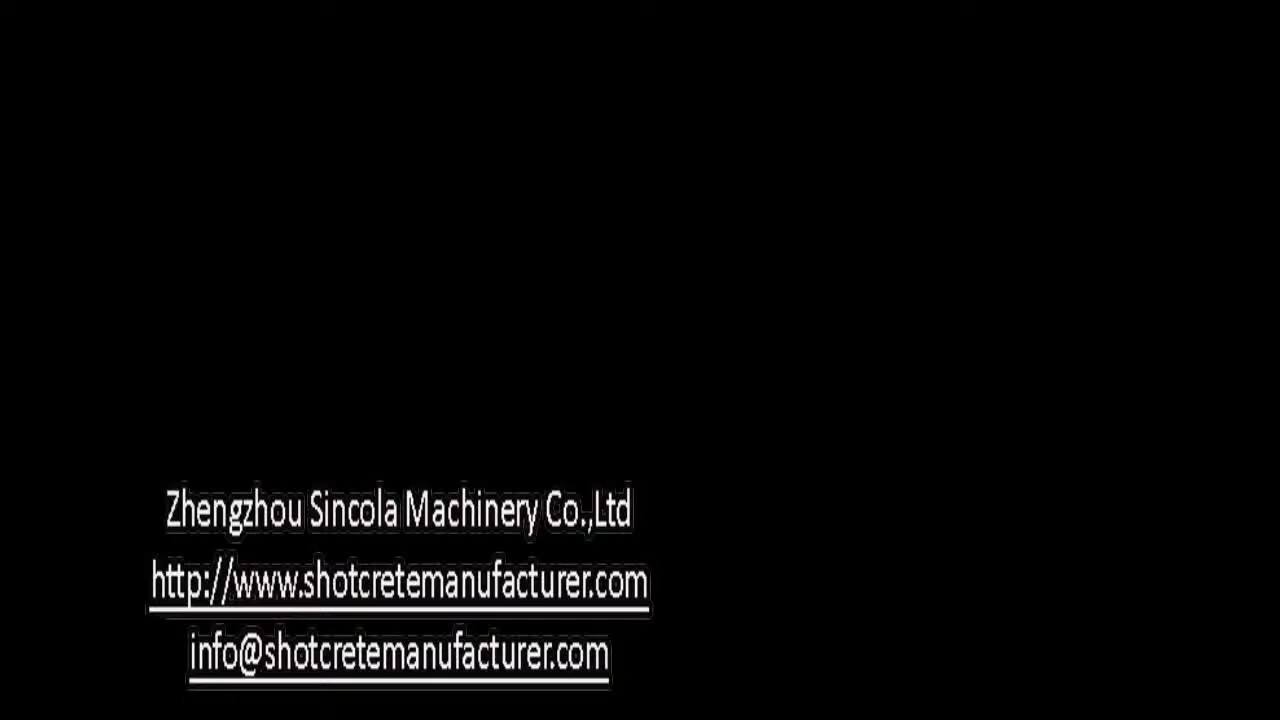 Zhengzhou Sincola Machinery Co.,Ltd
http://www.shotcretemanufacturer.com
info@shotcretemanufacturer.com